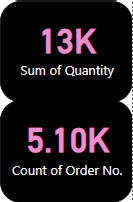 13K
Sum of Quantity
5.10K
Count of Order No.